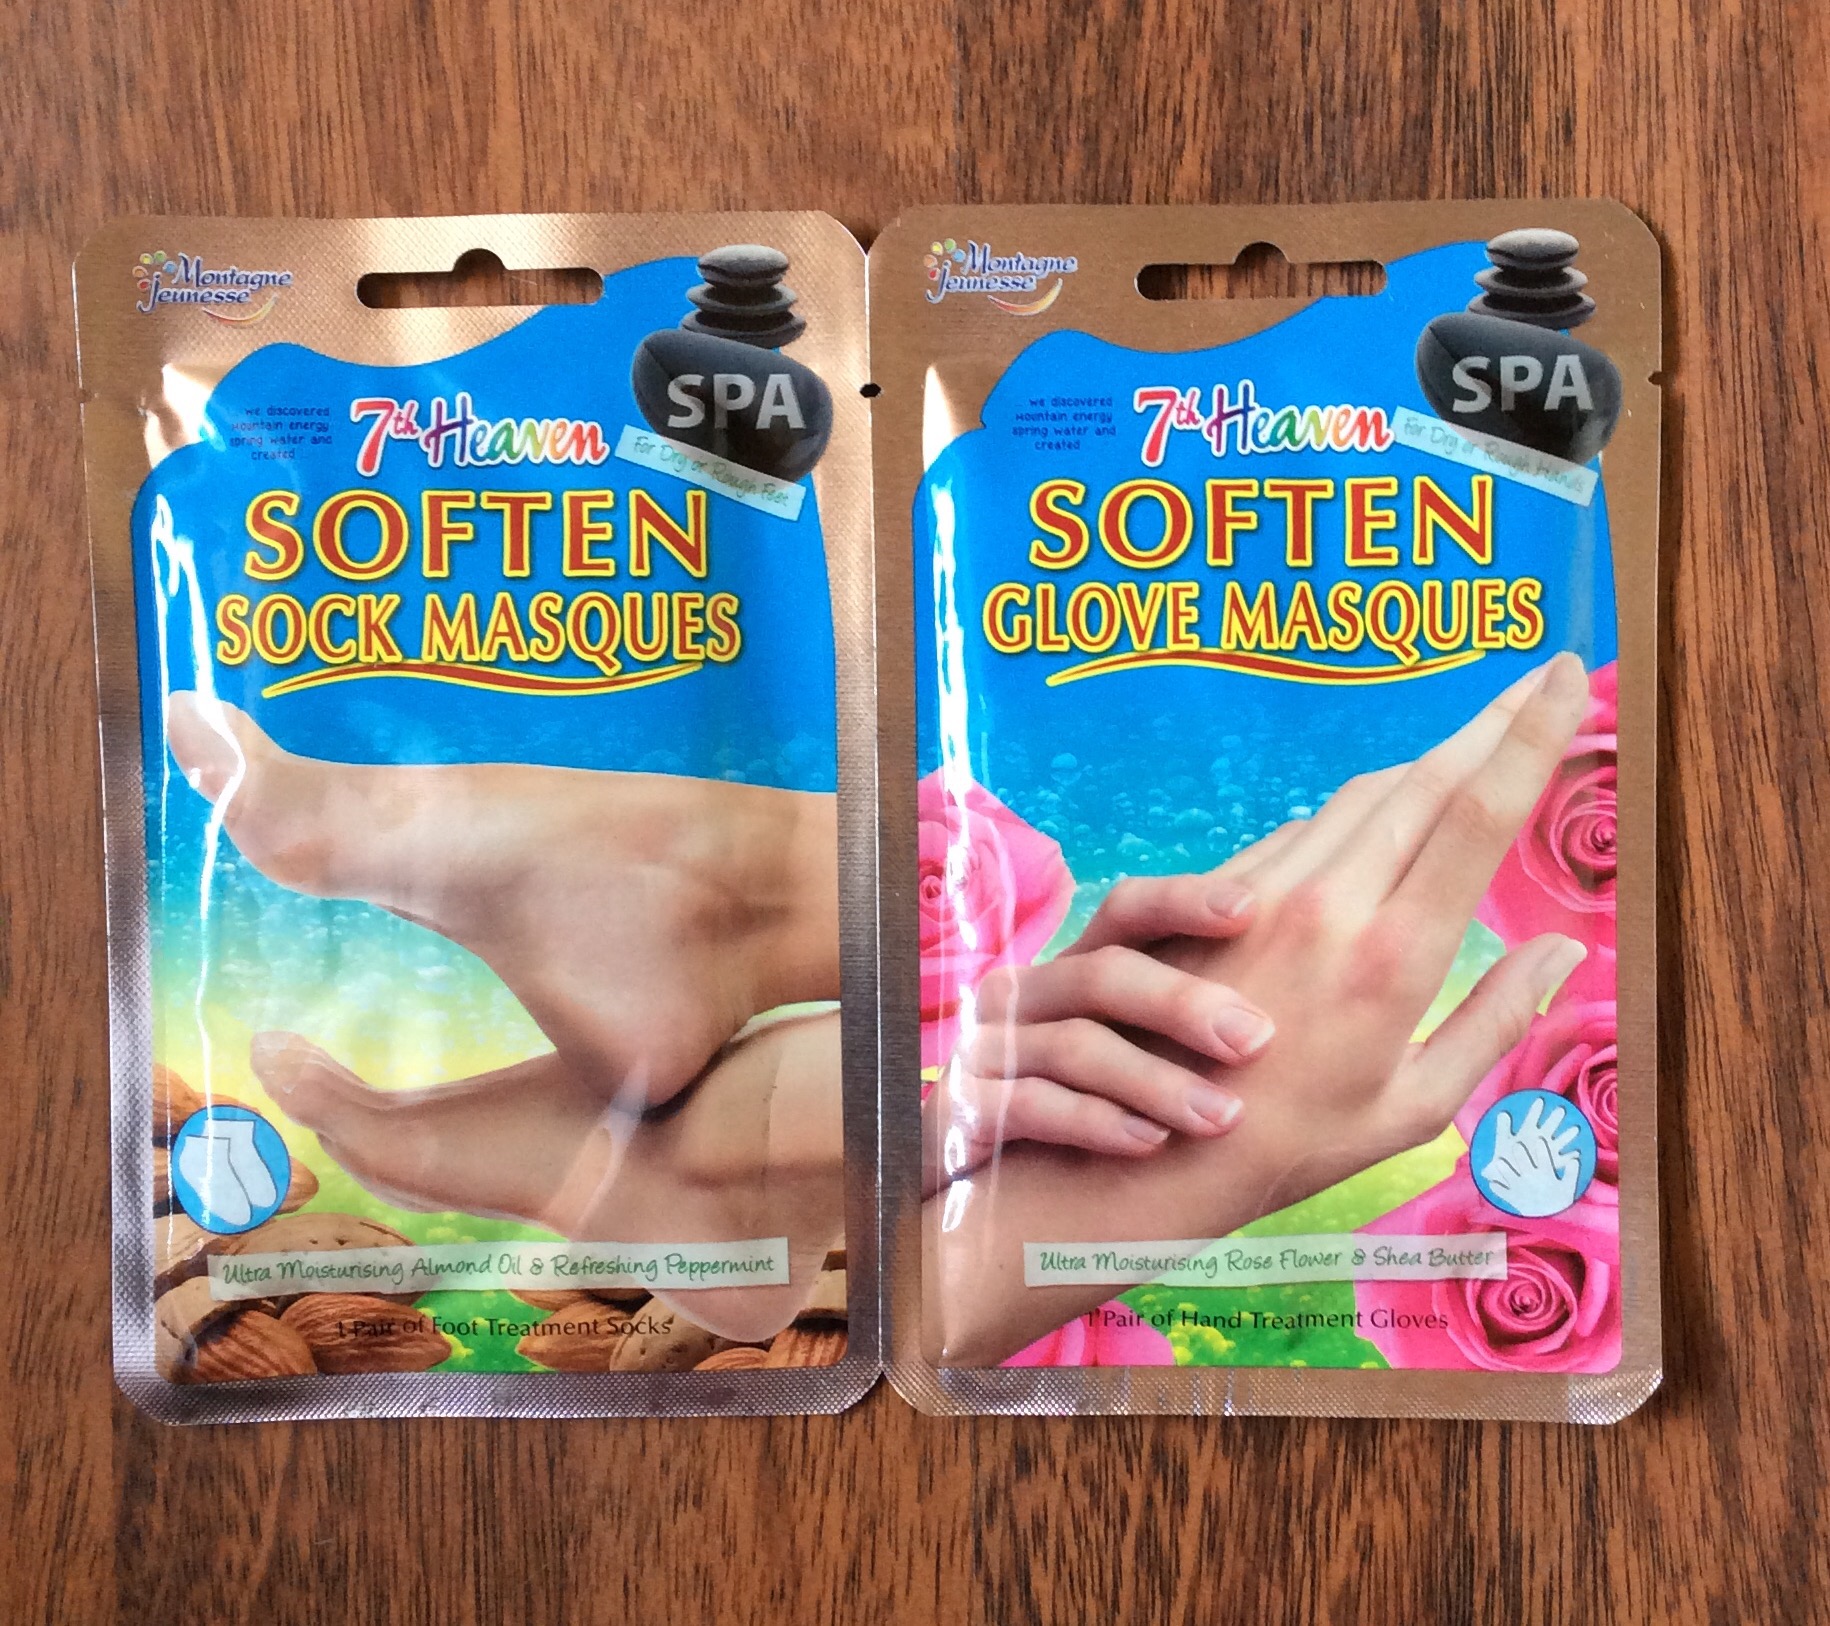 Montagne
Jeunesse
... we discovered
mountain energy
spring water and
created ...
7th Heaven
SPA
For Dry or Rough Feet
SOFTEN
SOCK MASQUES
Ultra Moisturising Almond Oil & Refreshing Peppermint
1 Pair of Foot Treatment Socks
Montagne
Jeunesse
... we discovered
mountain energy
spring water and
created
7th Heaven
SPA
For Dry or Rough Hands
SOFTEN
GLOVE MASQUES
Ultra Moisturising Rose Flower & Shea Butter
1 Pair of Hand Treatment Gloves